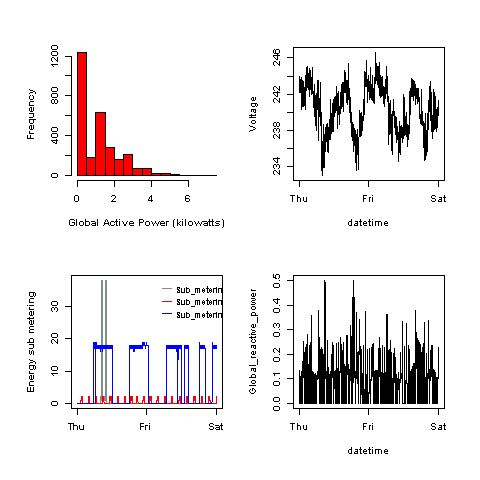 Frequency
0
400
800
1200
0
2
4
6
Global Active Power (kilowatts)
Voltage
234
238
242
246
Thu
Fri
Sat
datetime
Energy sub metering
0
10
20
30
Thu
Fri
Sat
Sub_meterin
Sub_meterin
Sub_meterin
Global_reactive_power
0.0
0.1
0.2
0.3
0.4
0.5
Thu
Fri
Sat
datetime